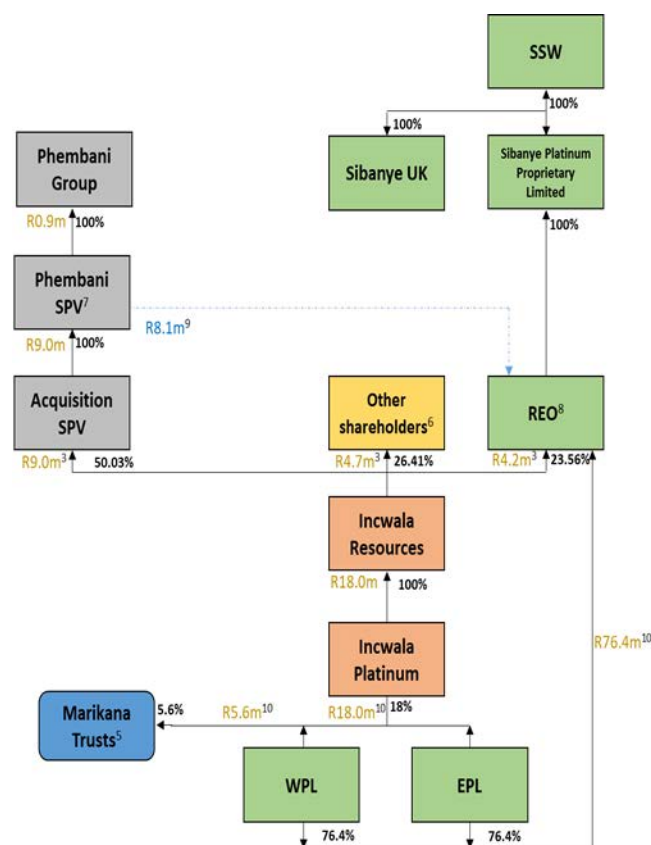 SSW
100%
100%
Sibanye UK
Sibanye Platinum
Proprietary
Limited
Phembani
Group
R0.9m
100%
100%
Phembani
SPV7
R8.1m9
R9.0m
100%
Acquisition
SPV
Other
shareholders6
REO8
R9.0m3
50.03%
R4.7m3
26.41%
R4.2m3
23.56%
Incwala
Resources
R18.0m
100%
R76.4m10
Incwala
Platinum
5.6%
R5.6m10
R18.0m10
18%
Marikana
Trusts5
WPL
EPL
76.4%
76.4%